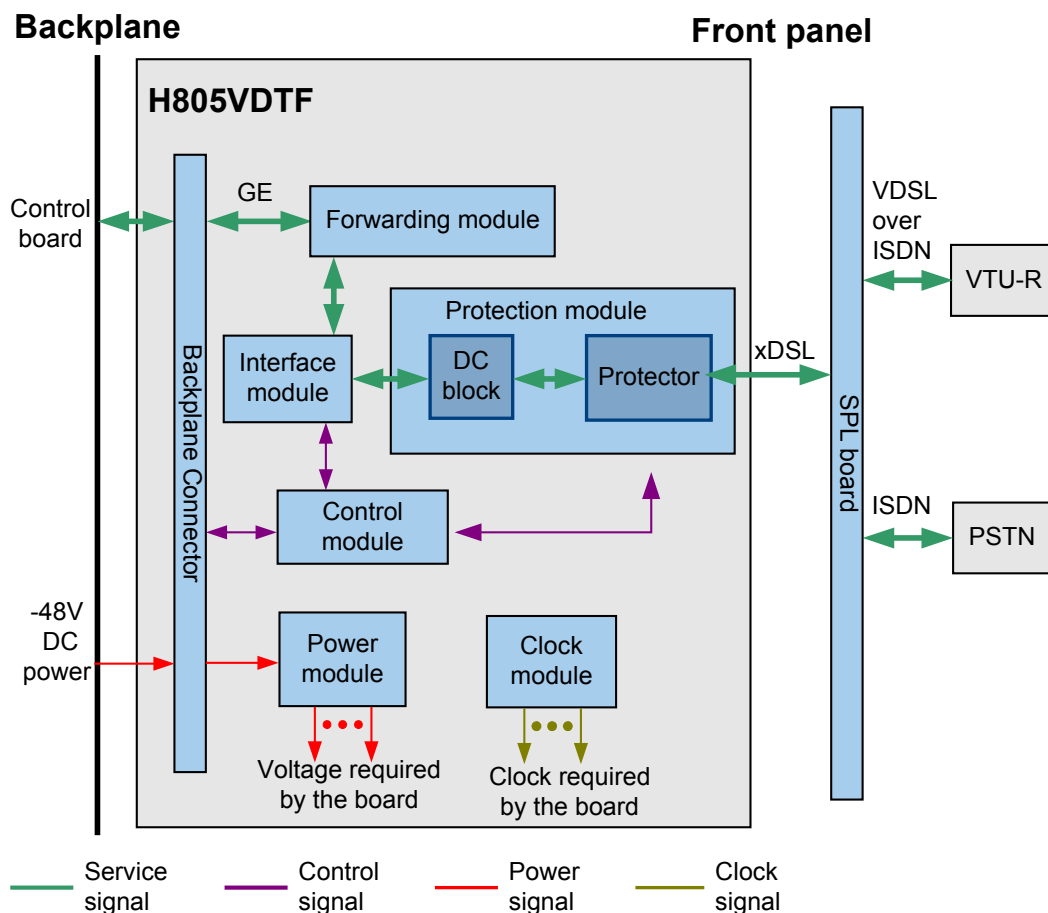 Backplane
Front panel
H805VDTF
Control
board
GE
Forwarding module
VDSL
over
ISDN
VTU-R
Protection module
Interface
module
DC
block
Protector
xDSL
Backplane Connector
SPL board
Control
module
ISDN
PSTN
-48V
DC
power
Power
module
Clock
module
Voltage required
by the board
Clock required
by the board
Service
signal
Control
signal
Power
signal
Clock
signal